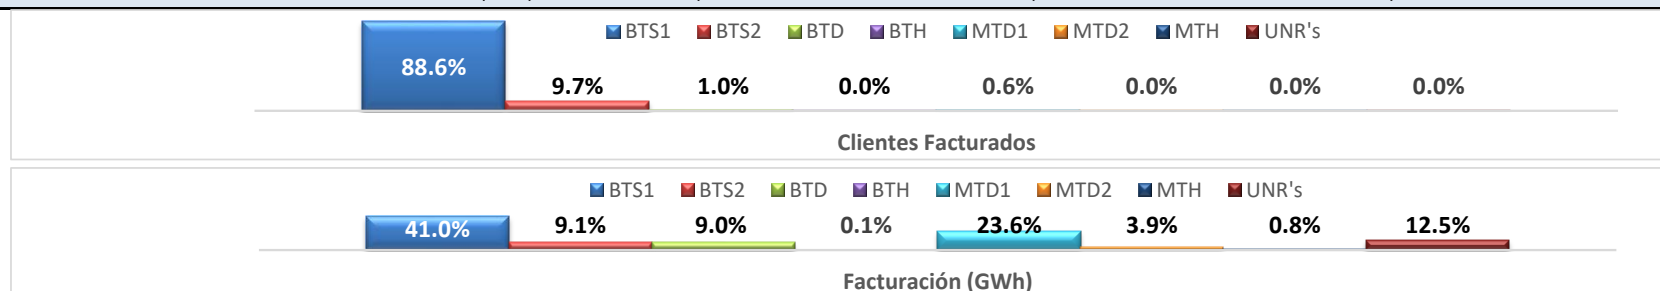 BTS1 BTS2 BTD BTH MTD1 MTD2 MTH UNR's
88.6% 9.7% 1.0% 0.0% 0.6% 0.0% 0.0% 0.0%
Clientes Facturados
BTS1 BTS2 BTD BTH MTD1 MTD2 MTH UNR's
41.0% 9.1% 9.0% 0.1% 23.6% 3.9% 0.8% 12.5%
Facturación (GWh)